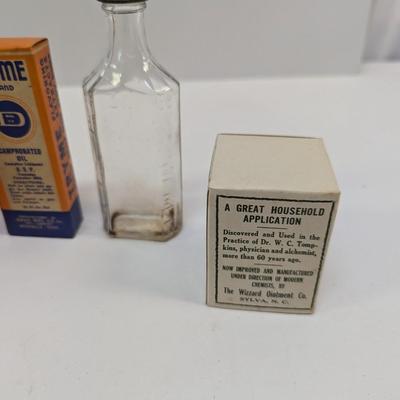 ME
AND
D
CAMPHORATED
OIL
U.S.P.
A GREAT HOUSEHOLD
APPLICATION
Discovered and Used in the
Practice of Dr. W. C. Tomp-
kins, physician and alchemist,
more than 60 years ago.
NOW IMPROVED AND MANUFACTURED
UNDER DIRECTION OF MODERN
CHEMISTS, BY
The Wizzard Ointment Co.
SYLVA, N. C.